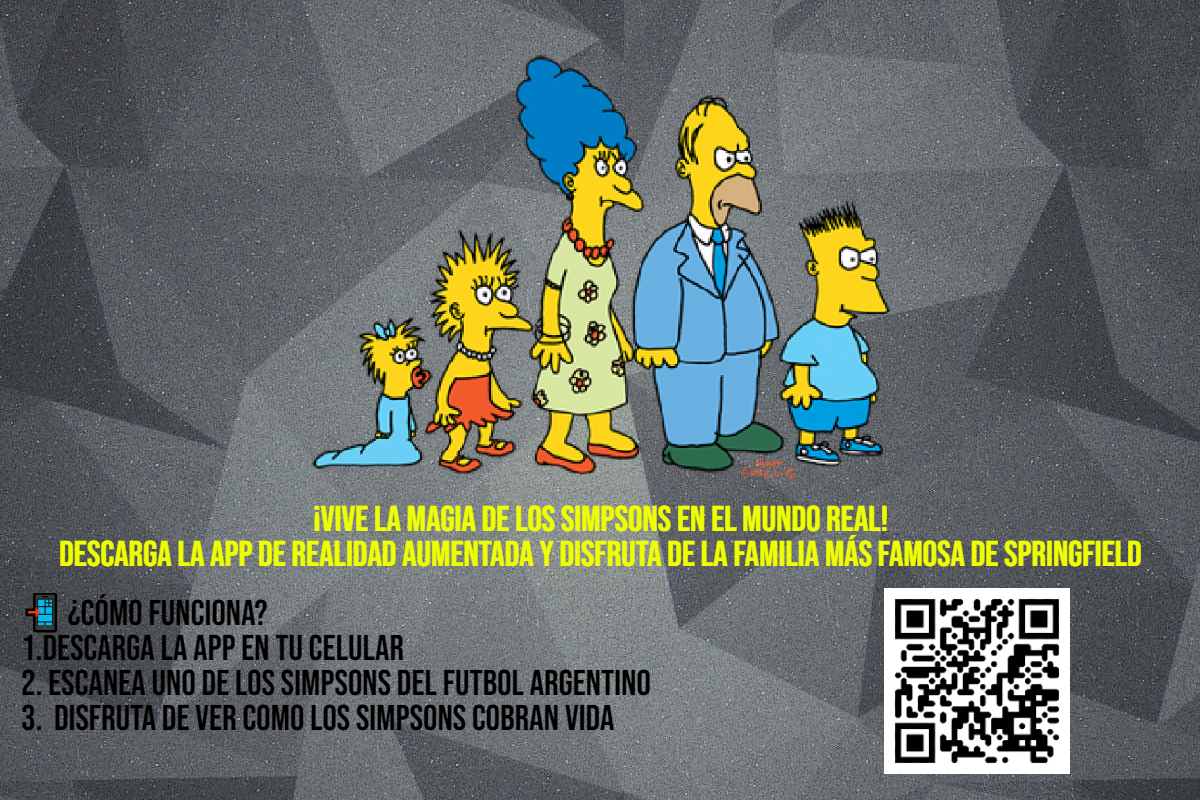 ¡VIVE LA MAGIA DE LOS SIMPSONS EN EL MUNDO REAL!
DESCARGA LA APP DE REALIDAD AUMENTADA Y DISFRUTA DE LA FAMILIA MÁS FAMOSA DE SPRINGFIELD
¿CÓMO FUNCIONA?
1.DESCARGA LA APP EN TU CELULAR
2. ESCANEA UNO DE LOS SIMPSONS DEL FUTBOL ARGENTINO
3. DISFRUTA DE VER COMO LOS SIMPSONS COBRAN VIDA